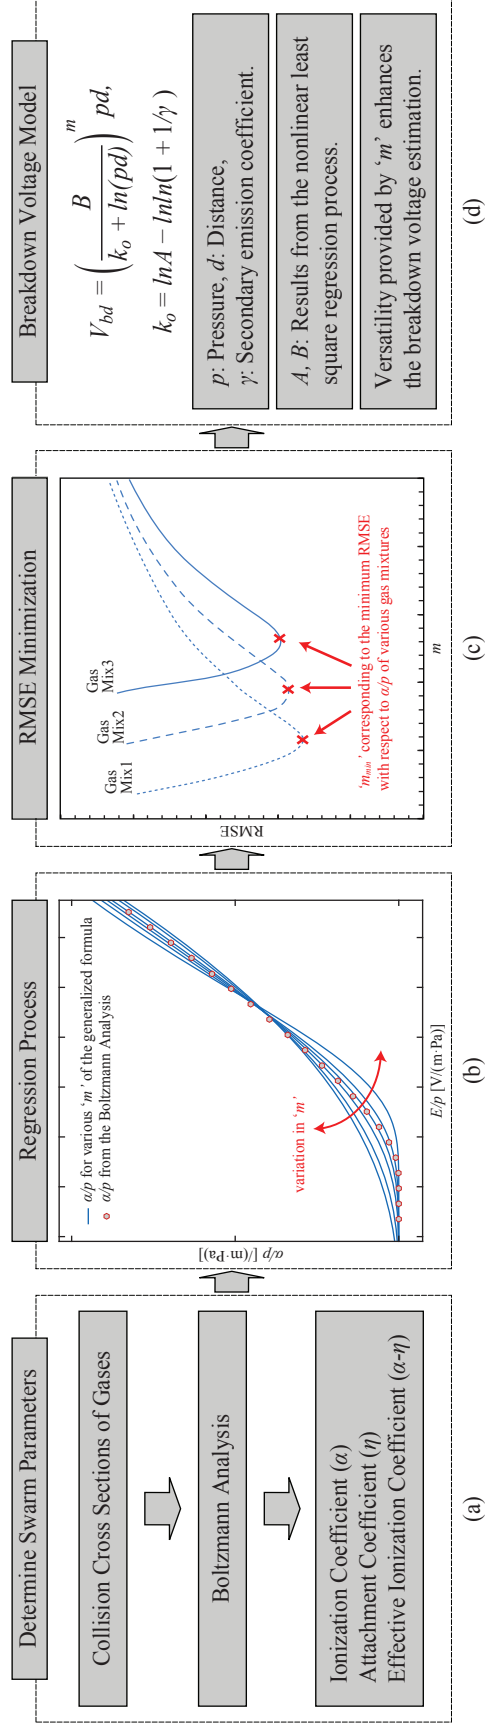 Determine Swarm Parameters
Collision Cross Sections of Gases
Boltzmann Analysis
Ionization Coefficient (α)
Attachment Coefficient (η)
Effective Ionization Coefficient (α-η)
(a)
Regression Process
α/p for various ‘m’ of the generalized formula
α/p from the Boltzmann Analysis
variation in ‘m’
α/p [/(m·Pa)]
E/p [V/(m·Pa)]
(b)
RMSE Minimization
Gas
Mix1
Gas
Mix2
Gas
Mix3
RMSE
‘m_min’ corresponding to the minimum RMSE
with respect to α/p of various gas mixtures
m
(c)
Breakdown Voltage Model
V_bd = (B / (k_o + ln(pd)))^m pd,
k_o = lnA − lnln(1 + 1/γ)
p: Pressure, d: Distance,
γ: Secondary emission coefficient.
A, B: Results from the nonlinear least
square regression process.
Versatility provided by ‘m’ enhances
the breakdown voltage estimation.
(d)